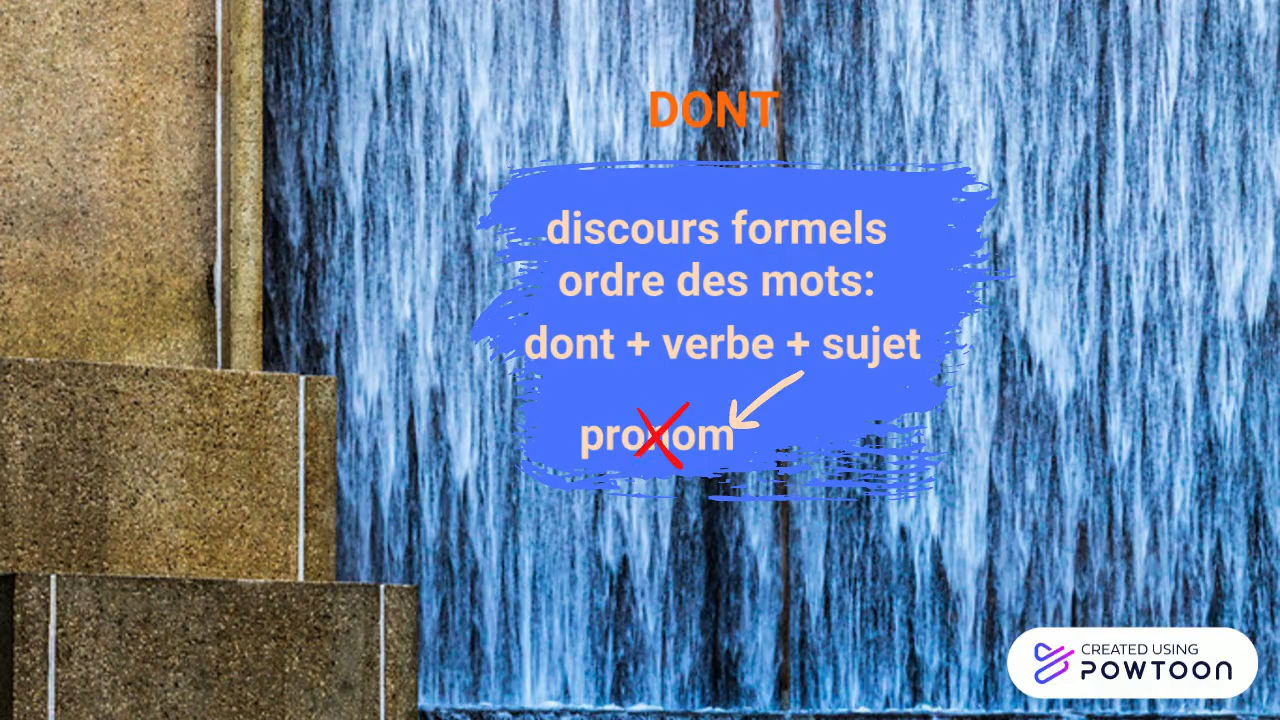 DONT
discours formels
ordre des mots:
dont + verbe + sujet
pronom
CREATED USING
POWTOON